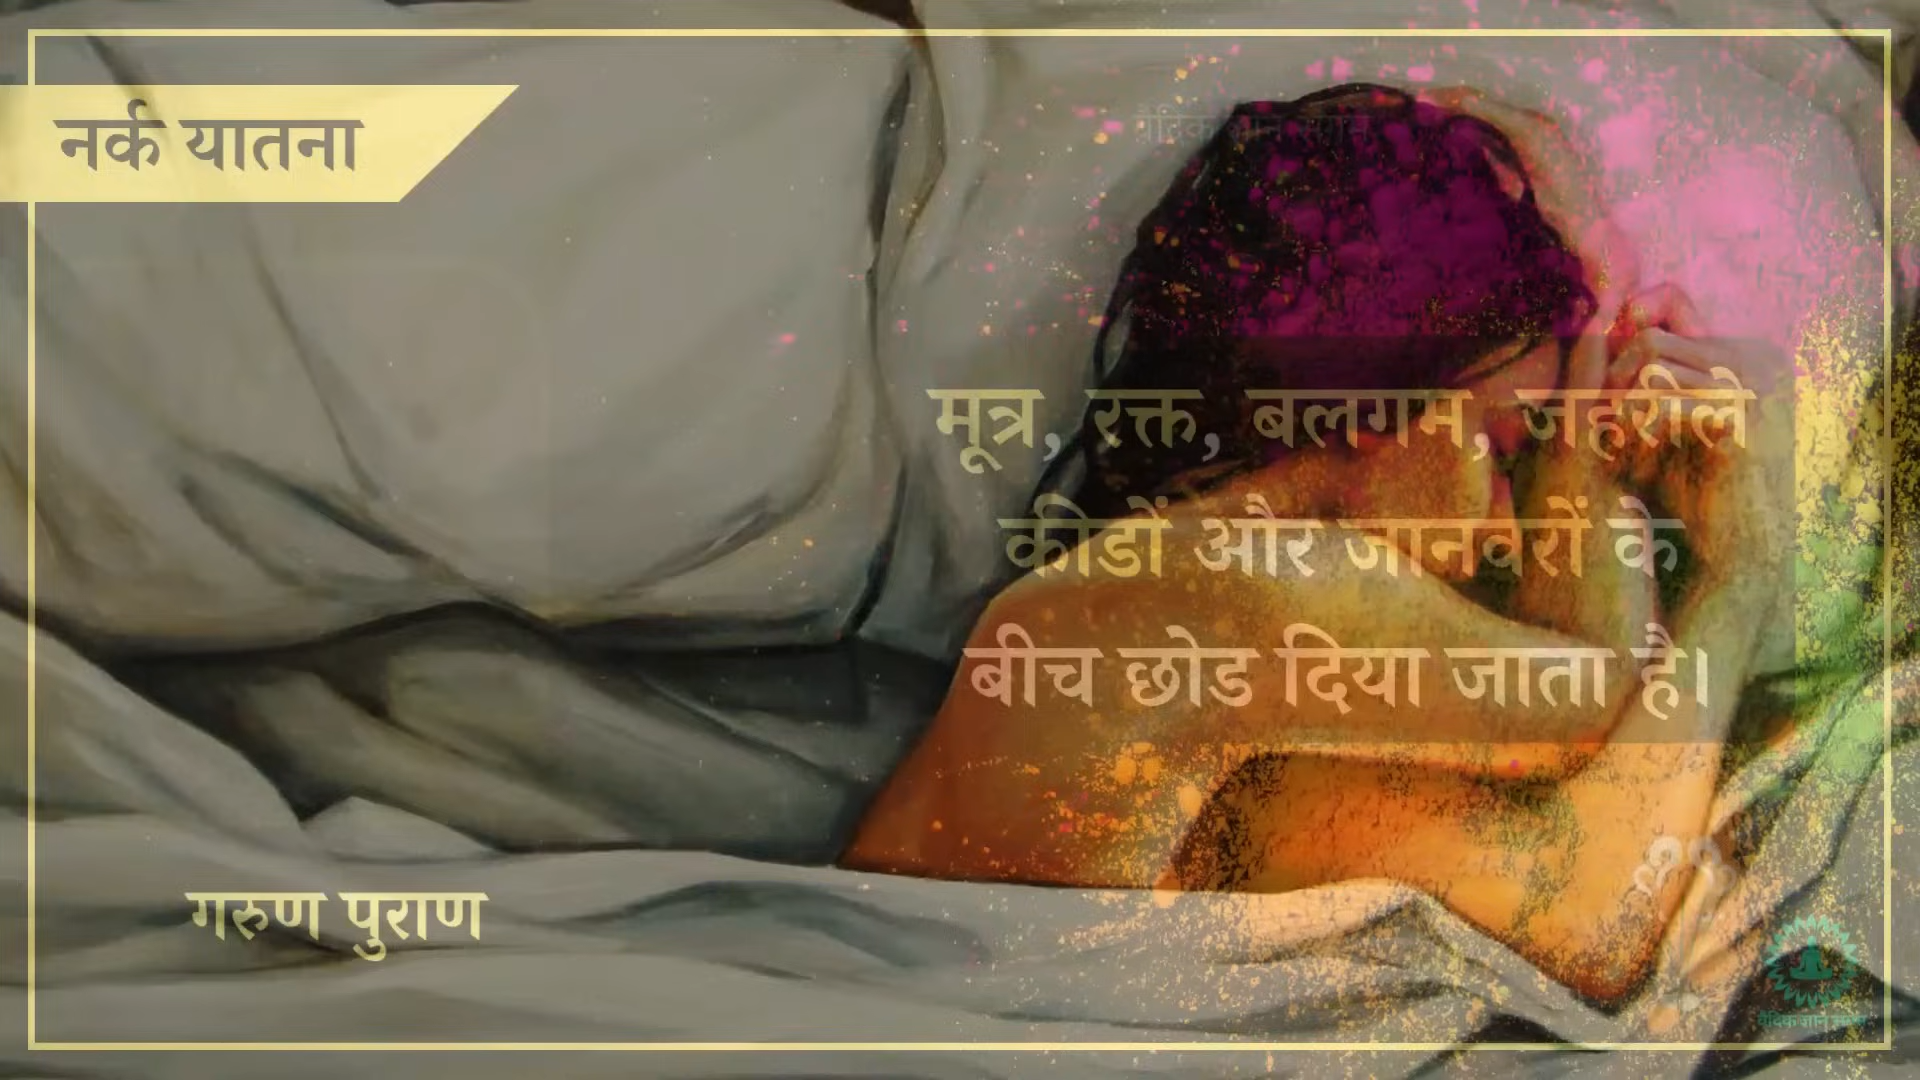 नर्क यातना
मूत्र, रक्त, बलगम, जहरीले
कीडों और जानवरों के
बीच छोड दिया जाता है।
गरुण पुराण
वैदिक ज्ञान